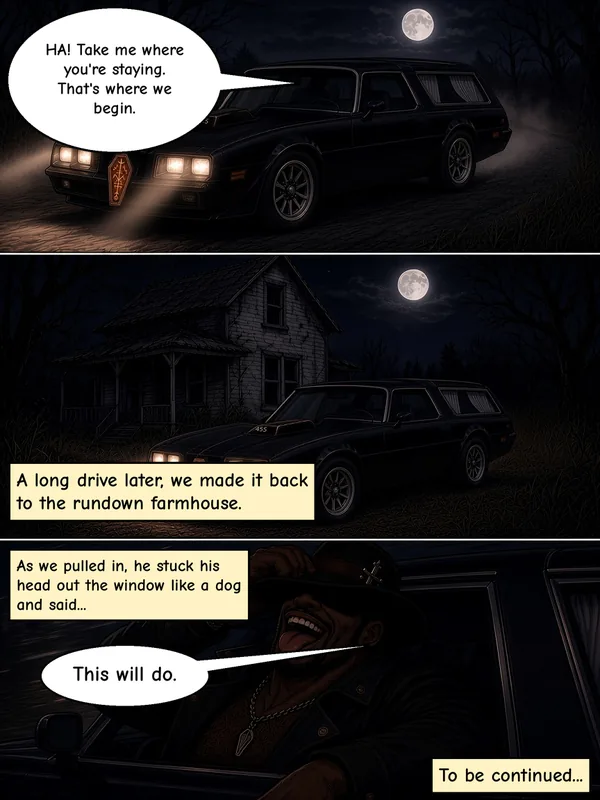 HA! Take me where
you're staying.
That's where we
begin.
455
A long drive later, we made it back
to the rundown farmhouse.
As we pulled in, he stuck his
head out the window like a dog
and said...
This will do.
To be continued...